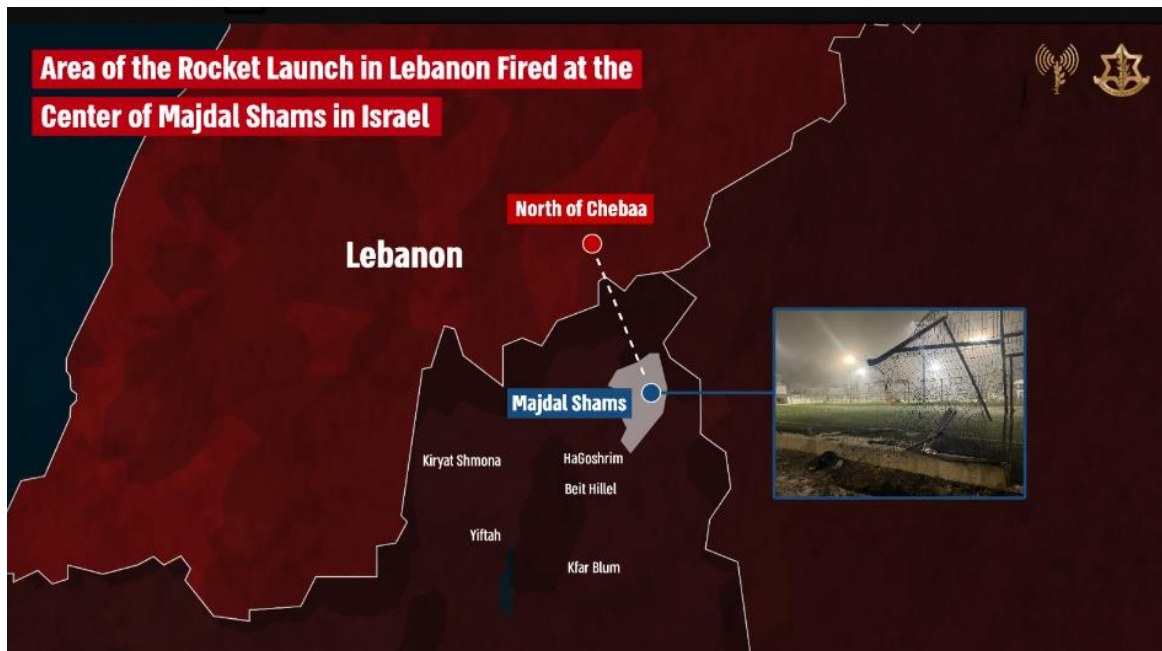 Area of the Rocket Launch in Lebanon Fired at the
Center of Majdal Shams in Israel
North of Chebaa
Lebanon
Majdal Shams
Kiryat Shmona
HaGoshrim
Beit Hillel
Yiftah
Kfar Blum